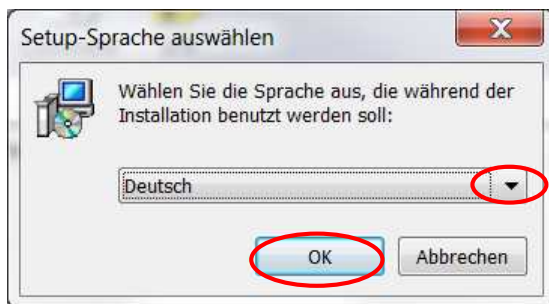 Setup-Sprache auswählen
Wählen Sie die Sprache aus, die während der
Installation benutzt werden soll:
Deutsch
OK
Abbrechen